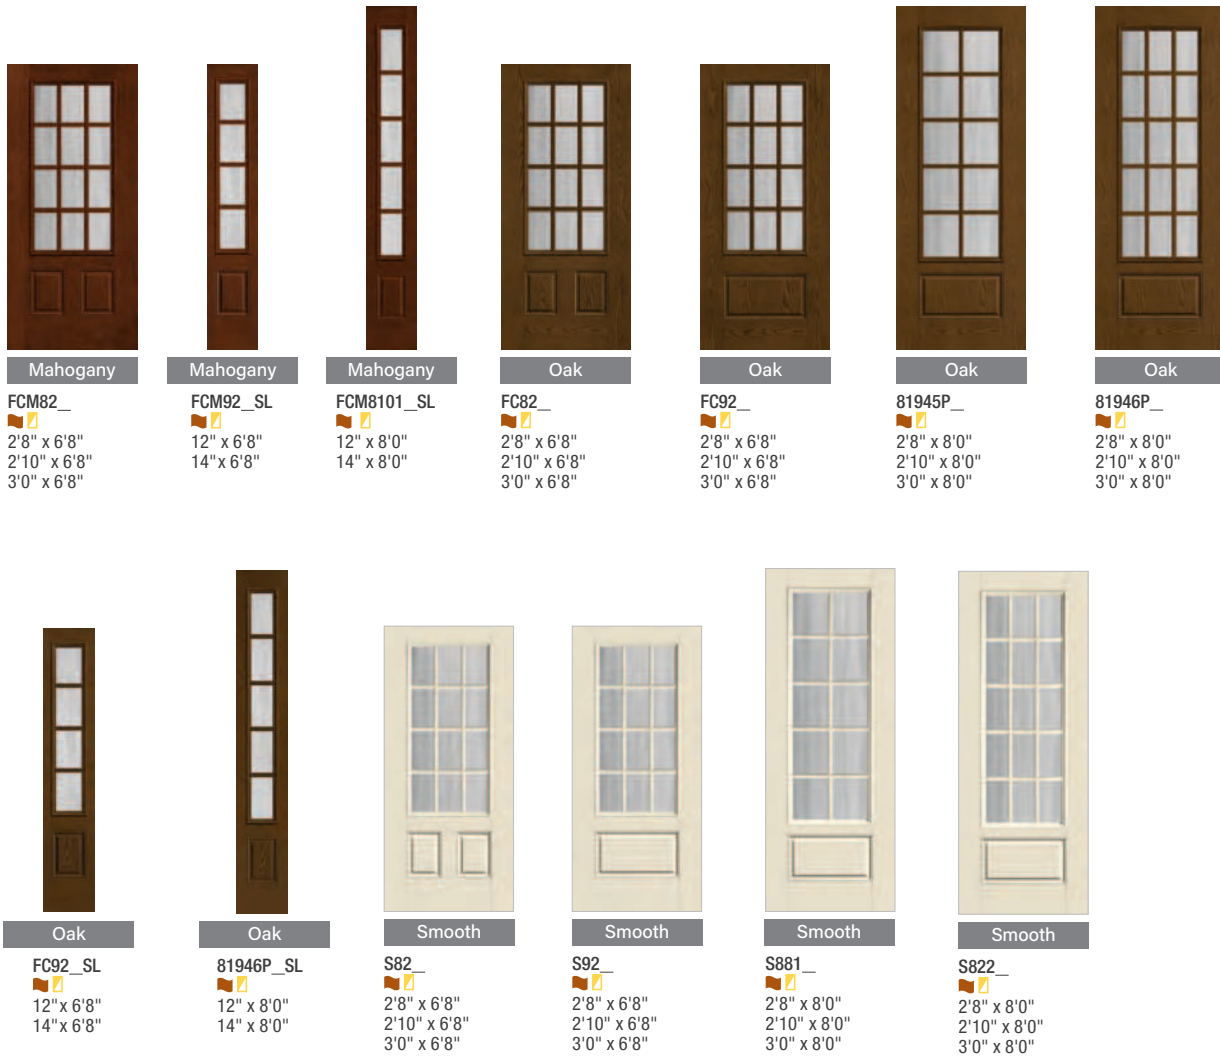 Mahogany
FCM82__
2'8" x 6'8"
2'10" x 6'8"
3'0" x 6'8"
Mahogany
FCM92__SL
12" x 6'8"
14"x 6'8"
Mahogany
FCM8101__SL
12" x 8'0"
14" x 8'0"
Oak
FC82__
2'8" x 6'8"
2'10" x 6'8"
3'0" x 6'8"
Oak
FC92__
2'8" x 6'8"
2'10" x 6'8"
3'0" x 6'8"
Oak
81945P__
2'8" x 8'0"
2'10" x 8'0"
3'0" x 8'0"
Oak
81946P__
2'8" x 8'0"
2'10" x 8'0"
3'0" x 8'0"
Oak
FC92__SL
12"x 6'8"
14"x 6'8"
Oak
81946P__SL
12" x 8'0"
14" x 8'0"
Smooth
S82__
2'8" x 6'8"
2'10" x 6'8"
3'0" x 6'8"
Smooth
S92__
2'8" x 6'8"
2'10" x 6'8"
3'0" x 6'8"
Smooth
S881__
2'8" x 8'0"
2'10" x 8'0"
3'0" x 8'0"
Smooth
S822__
2'8" x 8'0"
2'10" x 8'0"
3'0" x 8'0"